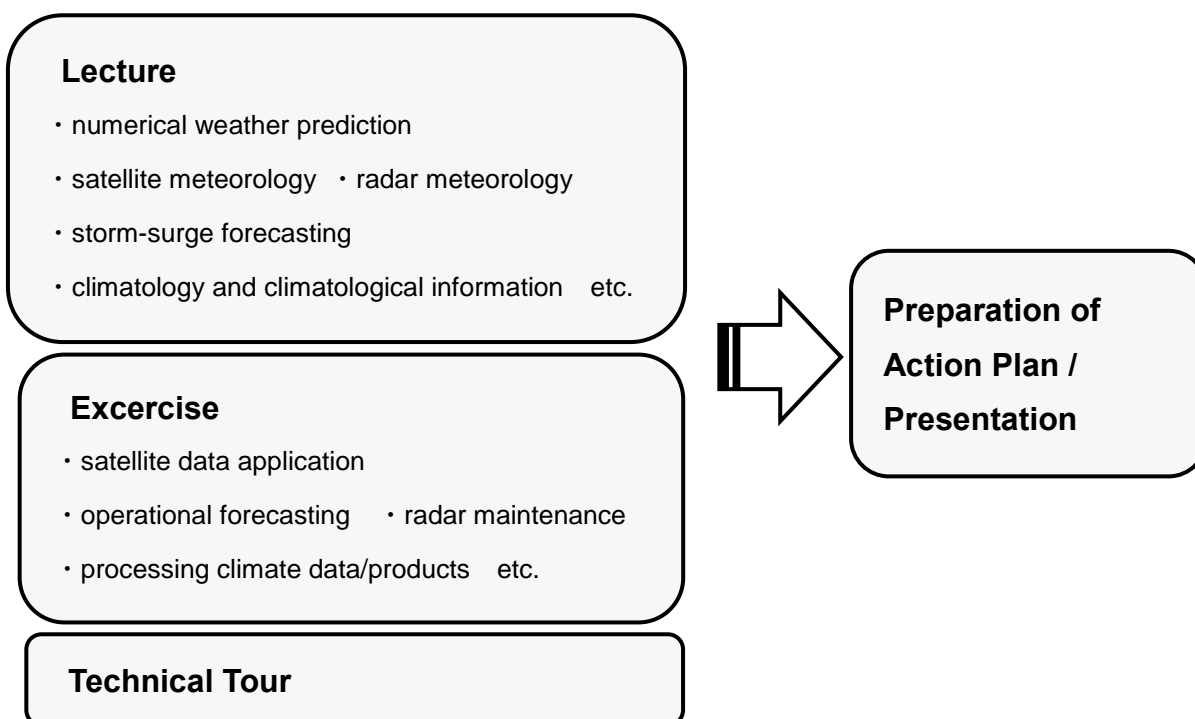 Lecture
・numerical weather prediction
・satellite meteorology ・radar meteorology
・storm-surge forecasting
・climatology and climatological information etc.
Excercise
・satellite data application
・operational forecasting ・radar maintenance
・processing climate data/products etc.
Technical Tour
Preparation of
Action Plan /
Presentation